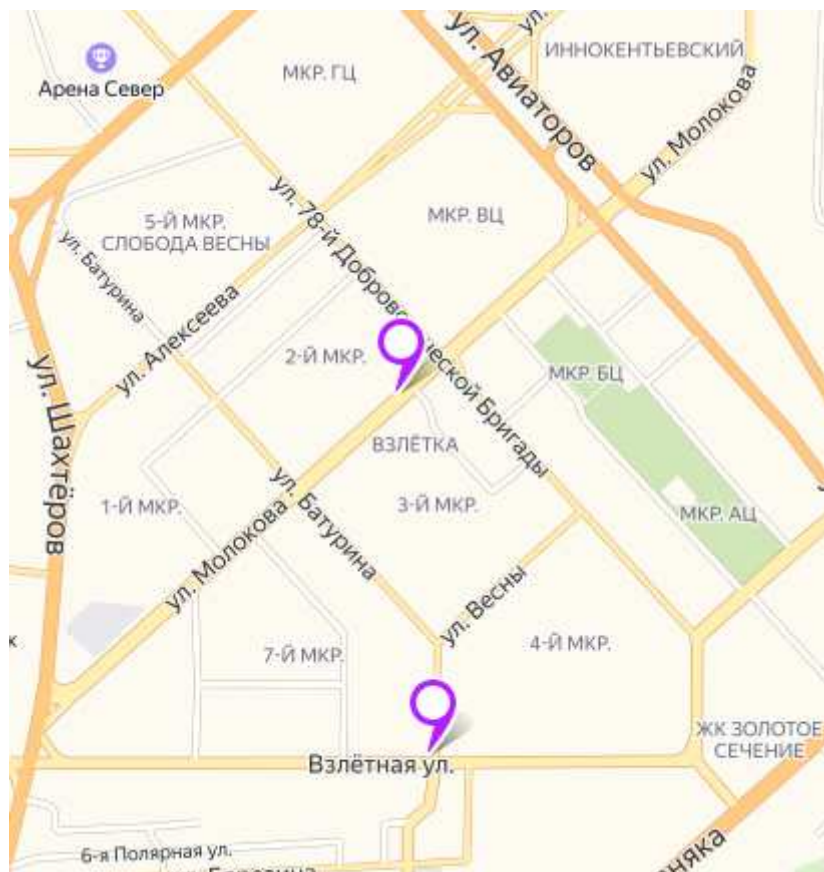 ул.
ИННОКЕНТЬЕВСКИЙ
МКР. ГЦ
Арена Север
ул. Авиаторов
ул. Молокова
5-Й МКР.
СЛОБОДА ВЕСНЫ
МКР. ВЦ
ул. 78-й Добровольческой Бригады
ул. Батурина
ул. Алексеева
2-Й МКР.
МКР. БЦ
ул. Шахтёров
ВЗЛЁТКА
1-Й МКР.
3-Й МКР.
МКР. АЦ
ул. Молокова
ул. Батурина
ул. Весны
4-Й МКР.
7-Й МКР.
к
ЖК ЗОЛОТОЕ
СЕЧЕНИЕ
Взлётная ул.
6-я Полярная ул.
няка